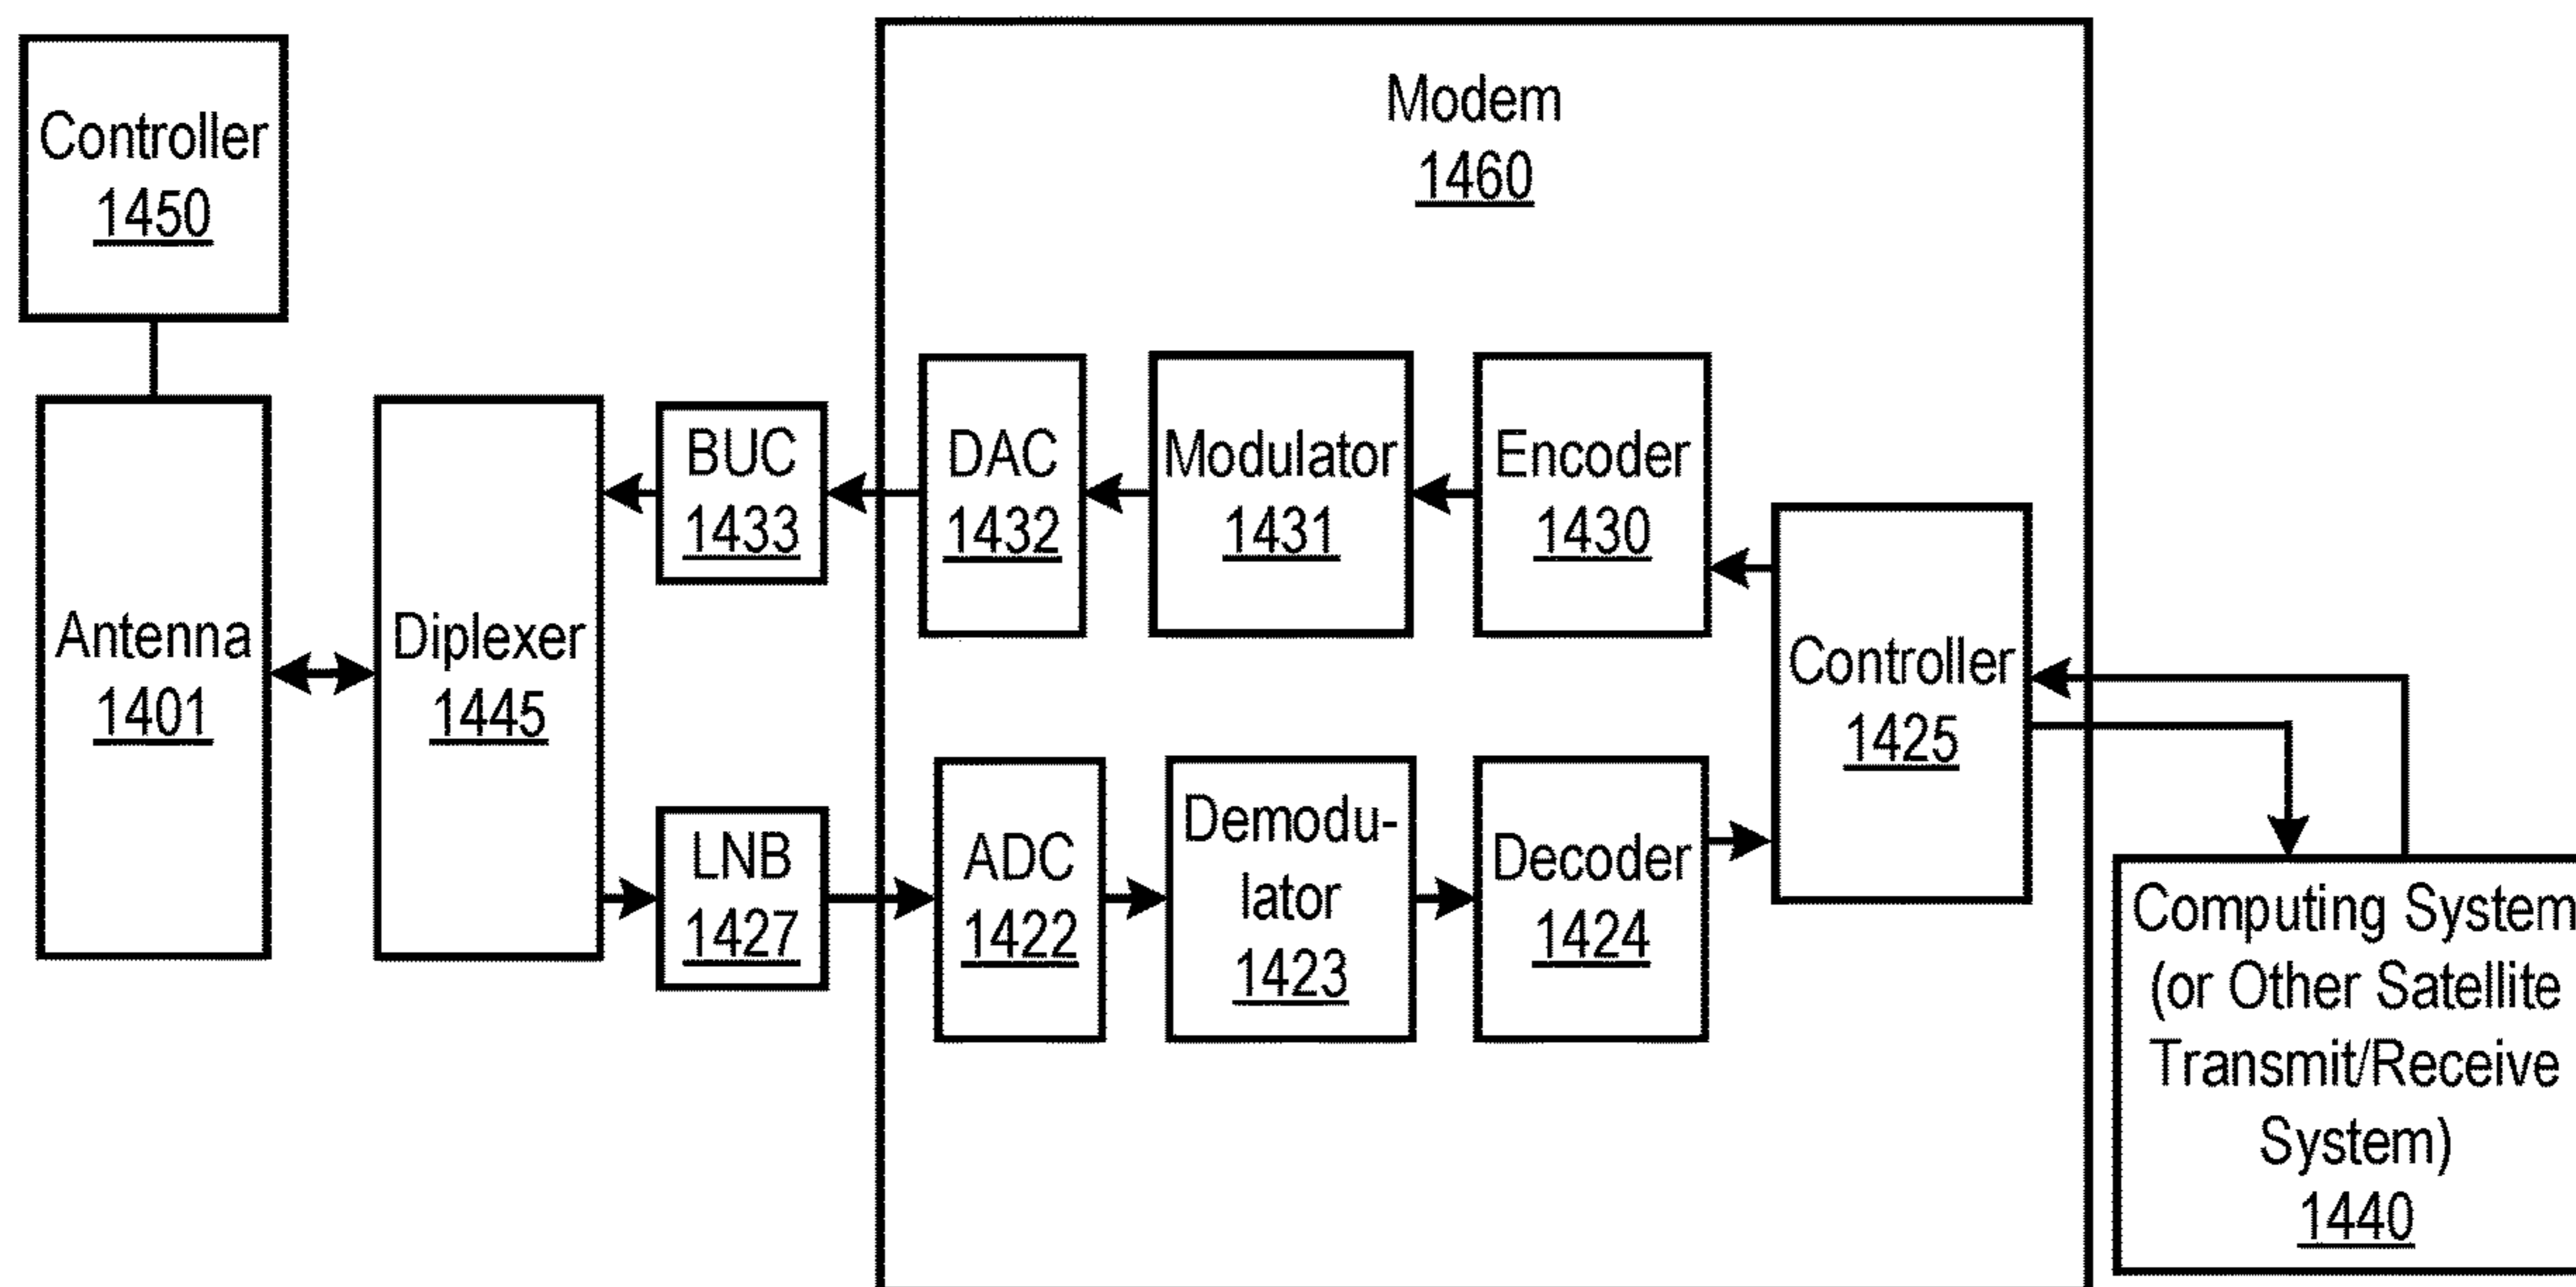 Controller
1450
Modem
1460
Antenna
1401
Diplexer
1445
BUC
1433
DAC
1432
Modulator
1431
Encoder
1430
Controller
1425
LNB
1427
ADC
1422
Demodu-
lator
1423
Decoder
1424
Computing System
(or Other Satellite
Transmit/Receive
System)
1440